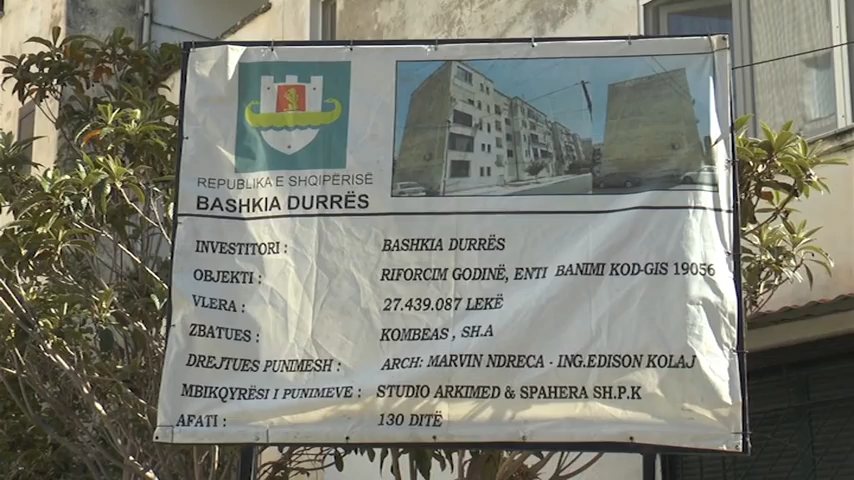 REPUBLIKA E SHQIPËRISË
BASHKIA DURRËS
INVESTITORI : BASHKIA DURRËS
OBJEKTI : RIFORCIM GODINË, ENTI BANIMI KOD-GIS 19056
VLERA : 27.439.087 LEKË
ZBATUES : KOMBEAS , SH.A
DREJTUES PUNIMESH : ARCH: MARVIN NDRECA - ING.EDISON KOLAJ
MBIKQYRËSI I PUNIMEVE : STUDIO ARKIMED & SPAHERA SH.P.K
AFATI : 130 DITË